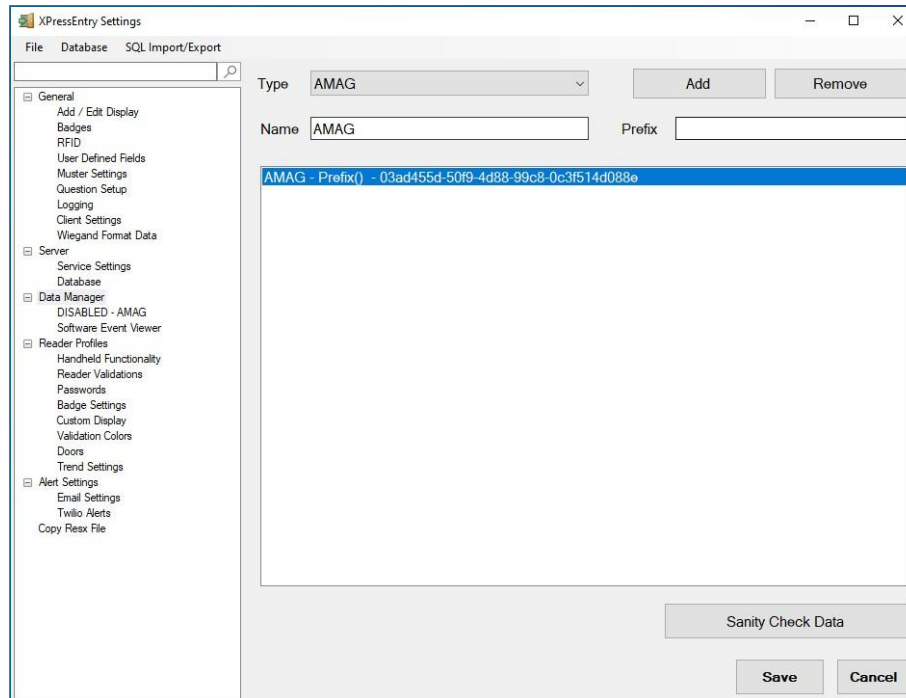 XPressEntry Settings
File Database SQL Import/Export
Type AMAG Add Remove
Name AMAG Prefix
AMAG - Prefix() - 03ad455d-50f9-4d88-99c8-0c3f514d088e
General
Add / Edit Display
Badges
RFID
User Defined Fields
Muster Settings
Question Setup
Logging
Client Settings
Wiegand Format Data
Server
Service Settings
Database
Data Manager
DISABLED - AMAG
Software Event Viewer
Reader Profiles
Handheld Functionality
Reader Validations
Passwords
Badge Settings
Custom Display
Validation Colors
Doors
Trend Settings
Alert Settings
Email Settings
Twilio Alerts
Copy Resx File
Sanity Check Data
Save Cancel